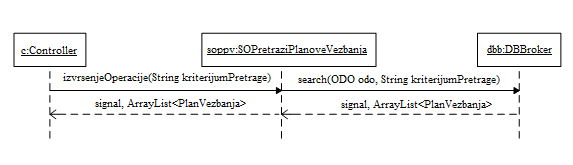 c:Controller
soppv:SOPretraziPlanoveVezbanja
dbb:DBBroker
izvrsenjeOperacije(String kriterijumPretrage)
search(ODO odo, String kriterijumPretrage)
signal, ArrayList<PlanVezbanja>
signal, ArrayList<PlanVezbanja>